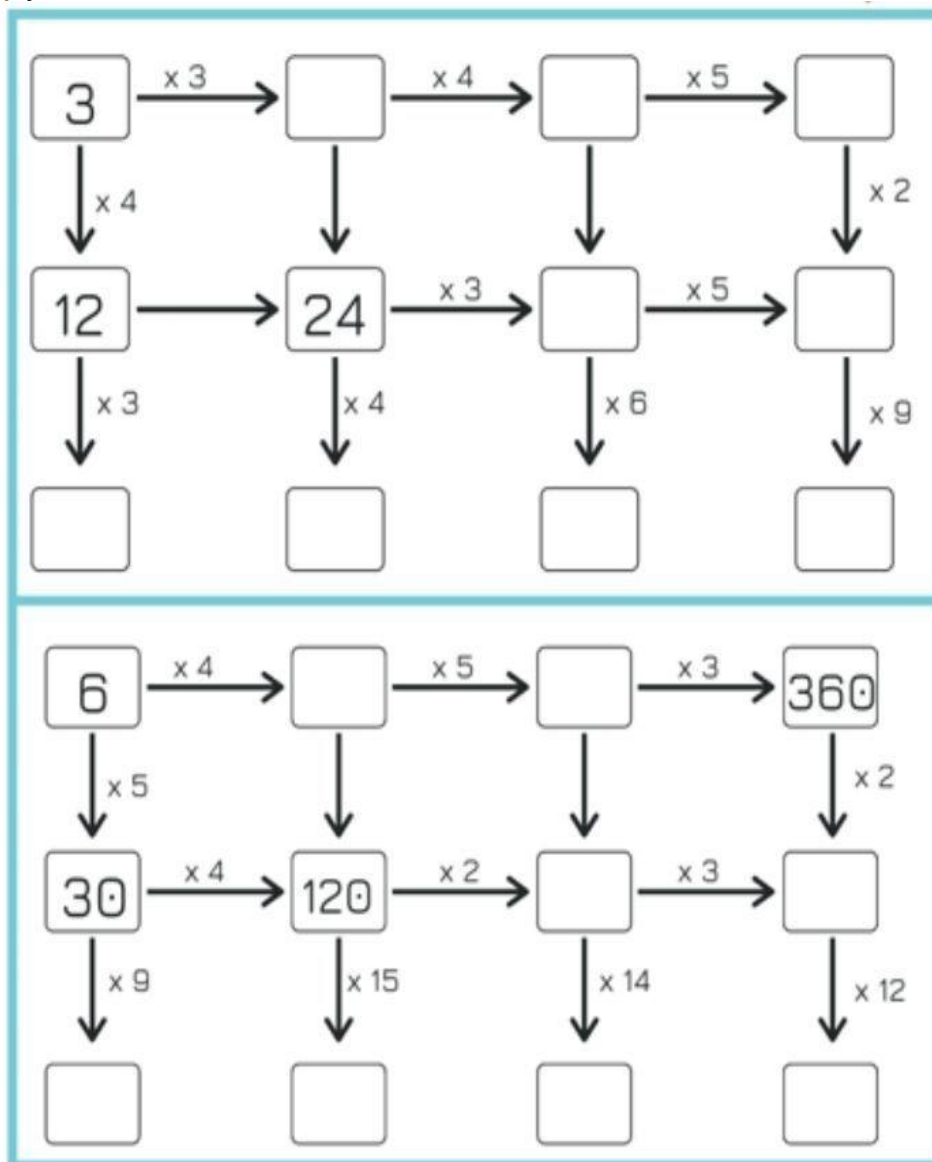 x 3 x 4 x 5
3
x 4 x 2
x 3 x 5
12 24
x 3 x 4 x 6 x 9
x 4 x 5 x 3
6 360
x 5 x 2
x 4 x 2 x 3
30 120
x 9 x 15 x 14 x 12